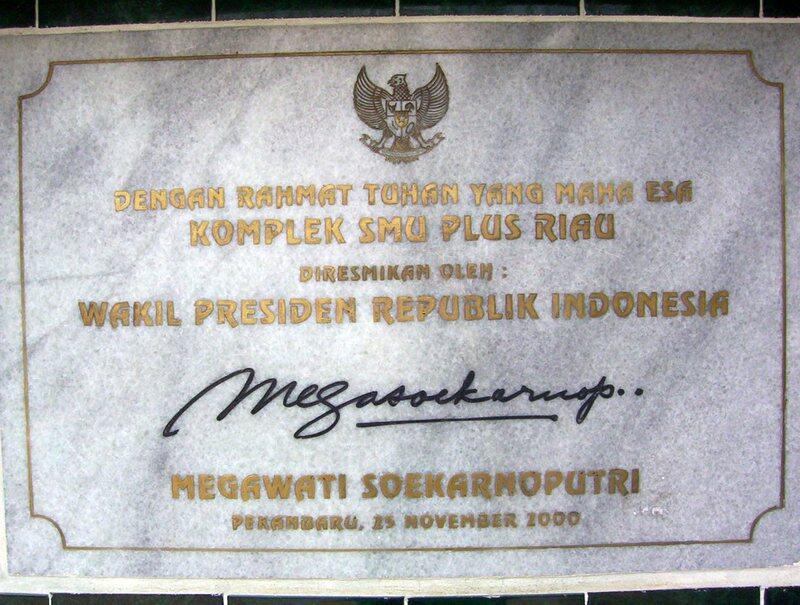 DENGAN RAHMAT TUHAN YANG MAHA ESA
KOMPLEK SMU PLUS RIAU
DIRESMIKAN OLEH :
WAKIL PRESIDEN REPUBLIK INDONESIA
Megasoekarnop..
MEGAWATI SOEKARNOPUTRI
PEKANBARU, 25 NOVEMBER 2000